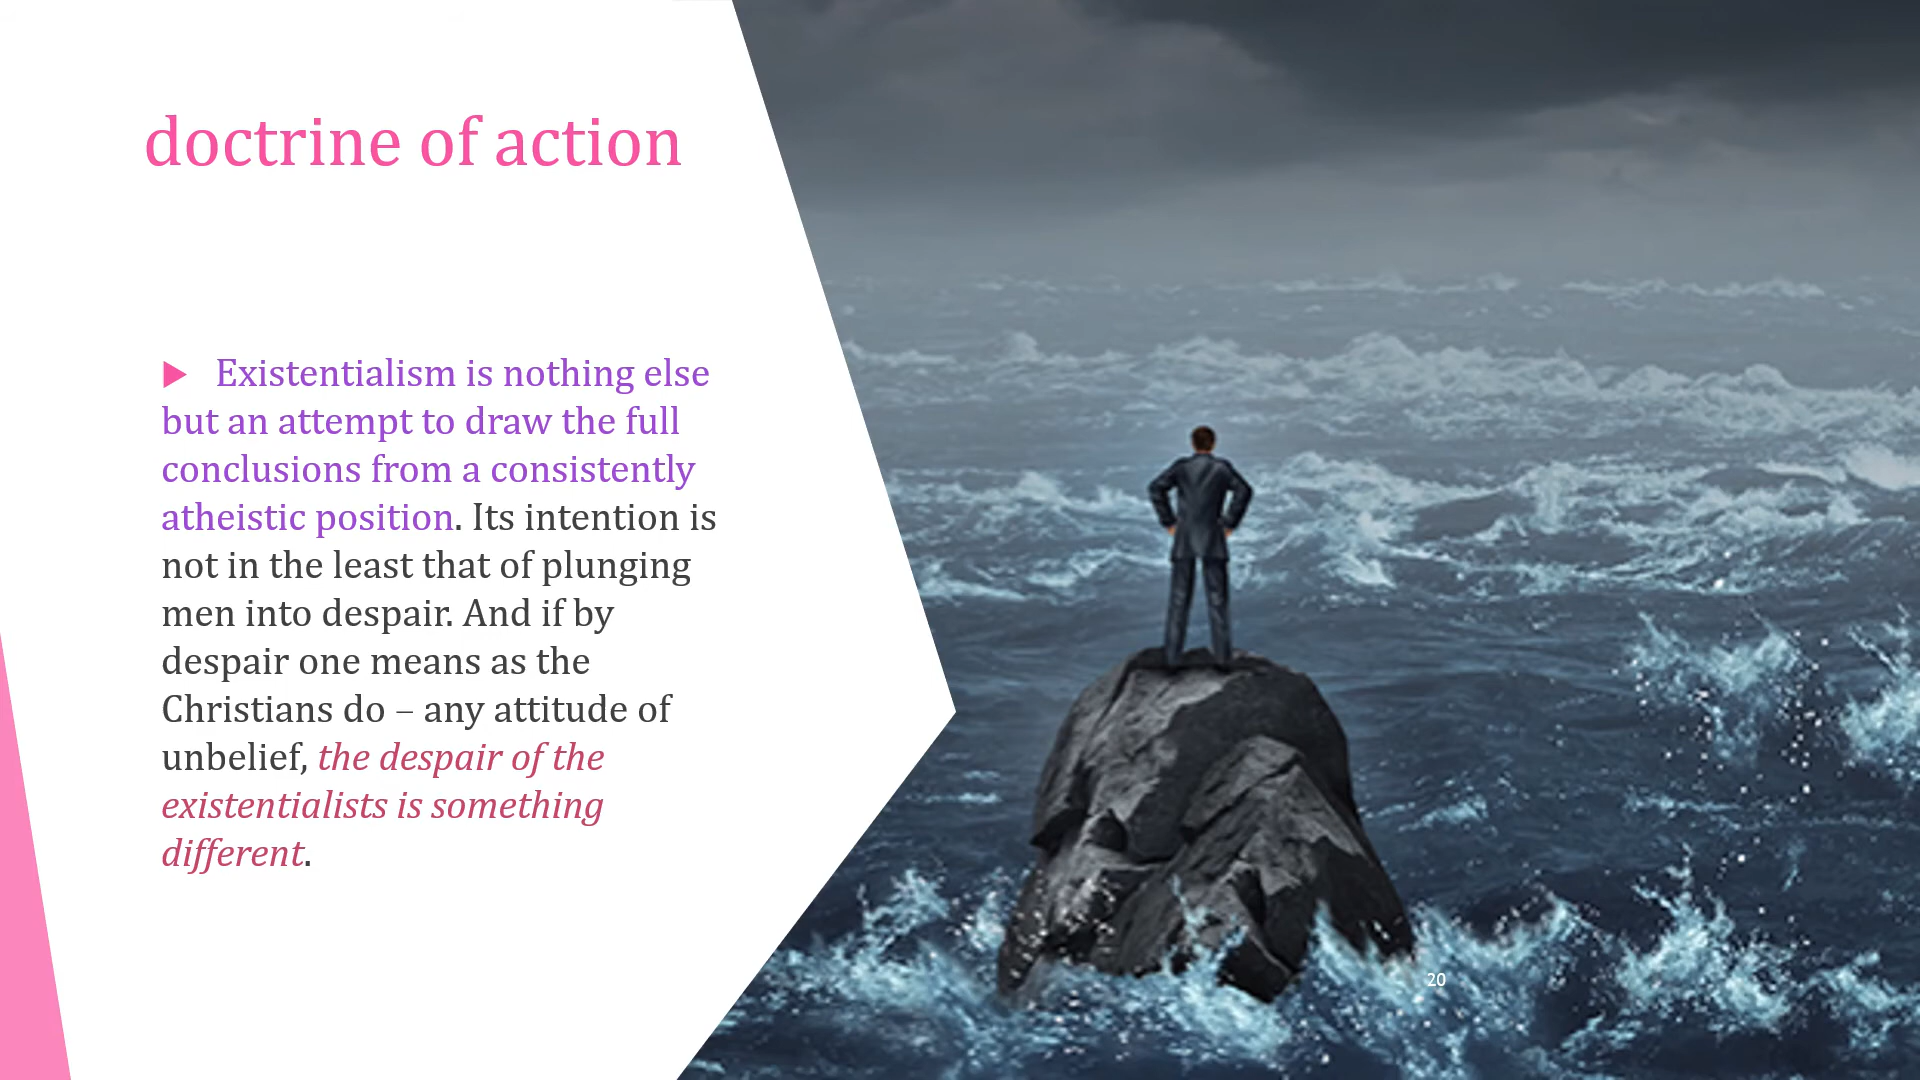 doctrine of action
Existentialism is nothing else
but an attempt to draw the full
conclusions from a consistently
atheistic position. Its intention is
not in the least that of plunging
men into despair. And if by
despair one means as the
Christians do – any attitude of
unbelief, the despair of the
existentialists is something
different.
20